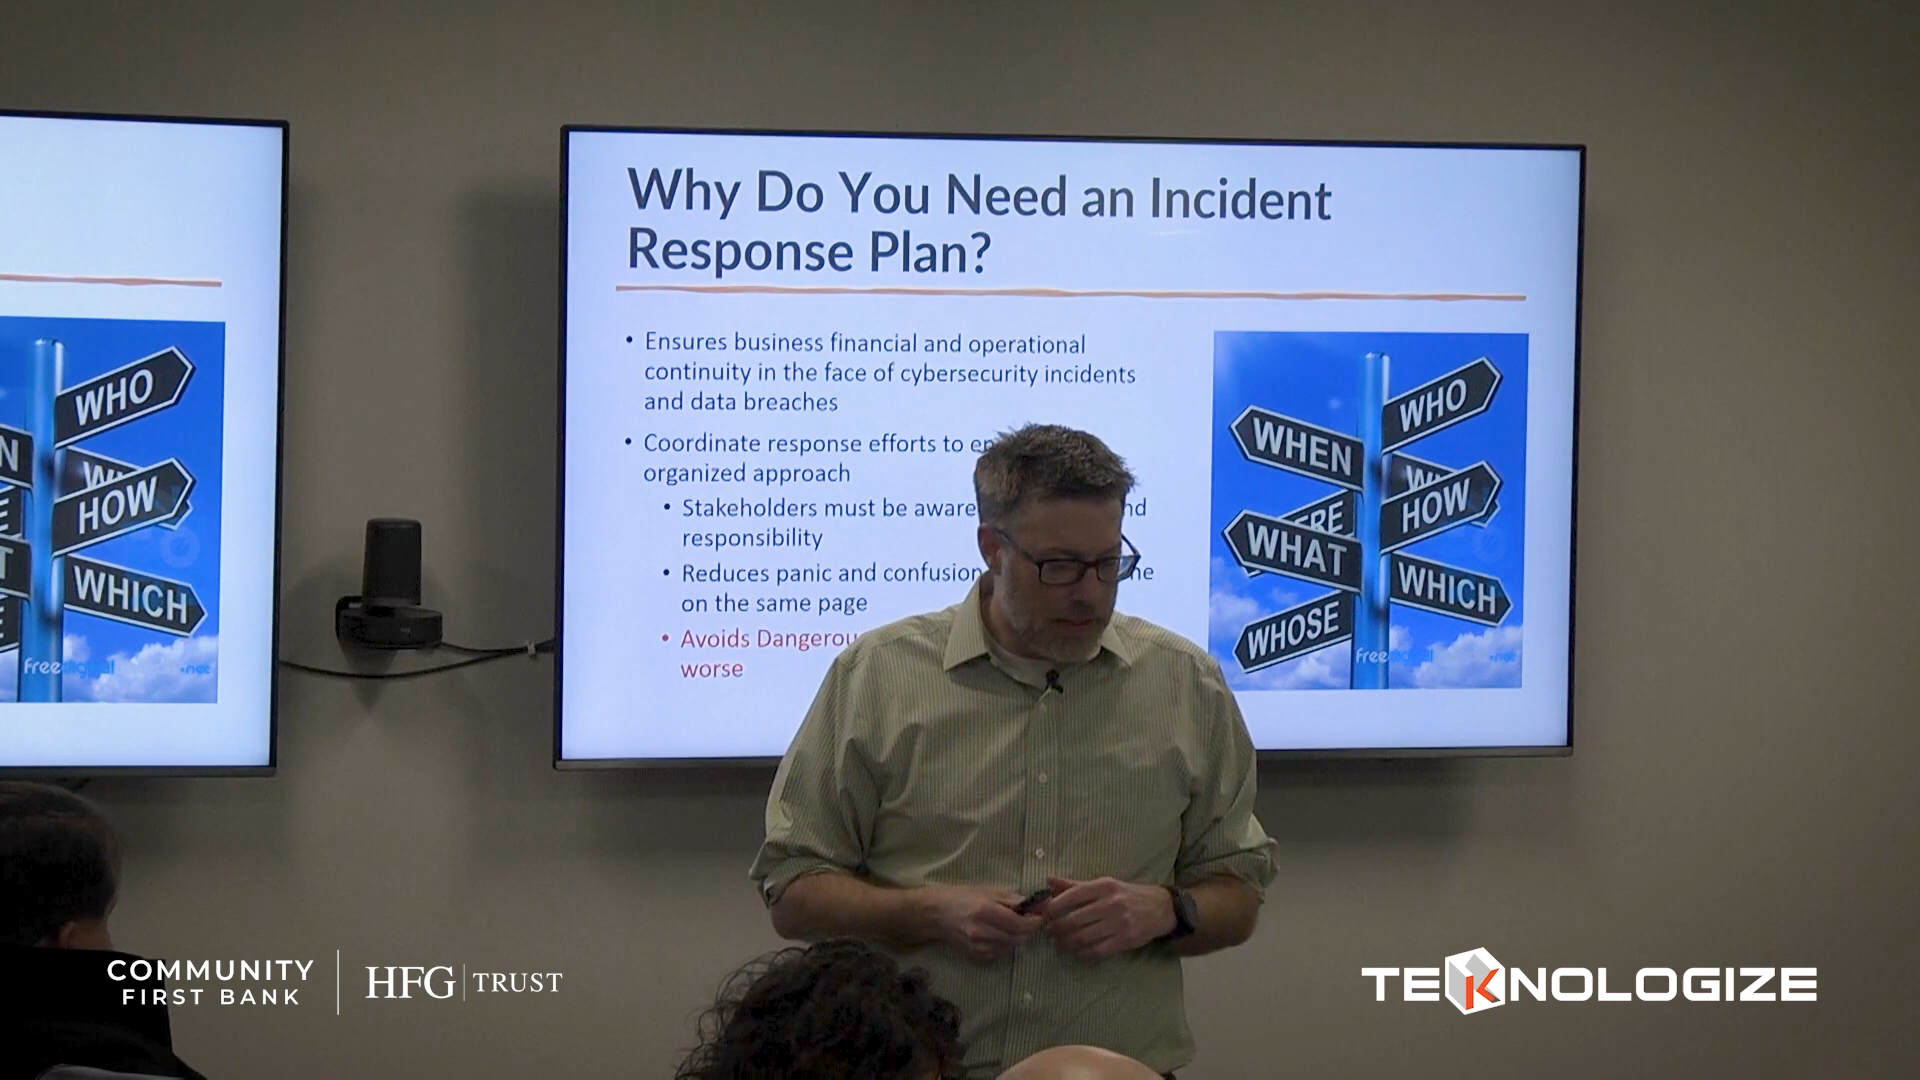 Why Do You Need an Incident
Response Plan?
Ensures business financial and operational
continuity in the face of cybersecurity incidents
and data breaches
Coordinate response efforts to
organized approach
Stakeholders must be aware
responsibility
Reduces panic and confusion
on the same page
Avoids
worse
WHO
WHEN
HOW
WHAT
WHICH
WHOSE
WHO
HOW
WHICH
COMMUNITY
FIRST BANK
HFG TRUST
TEKNOLOGIZE